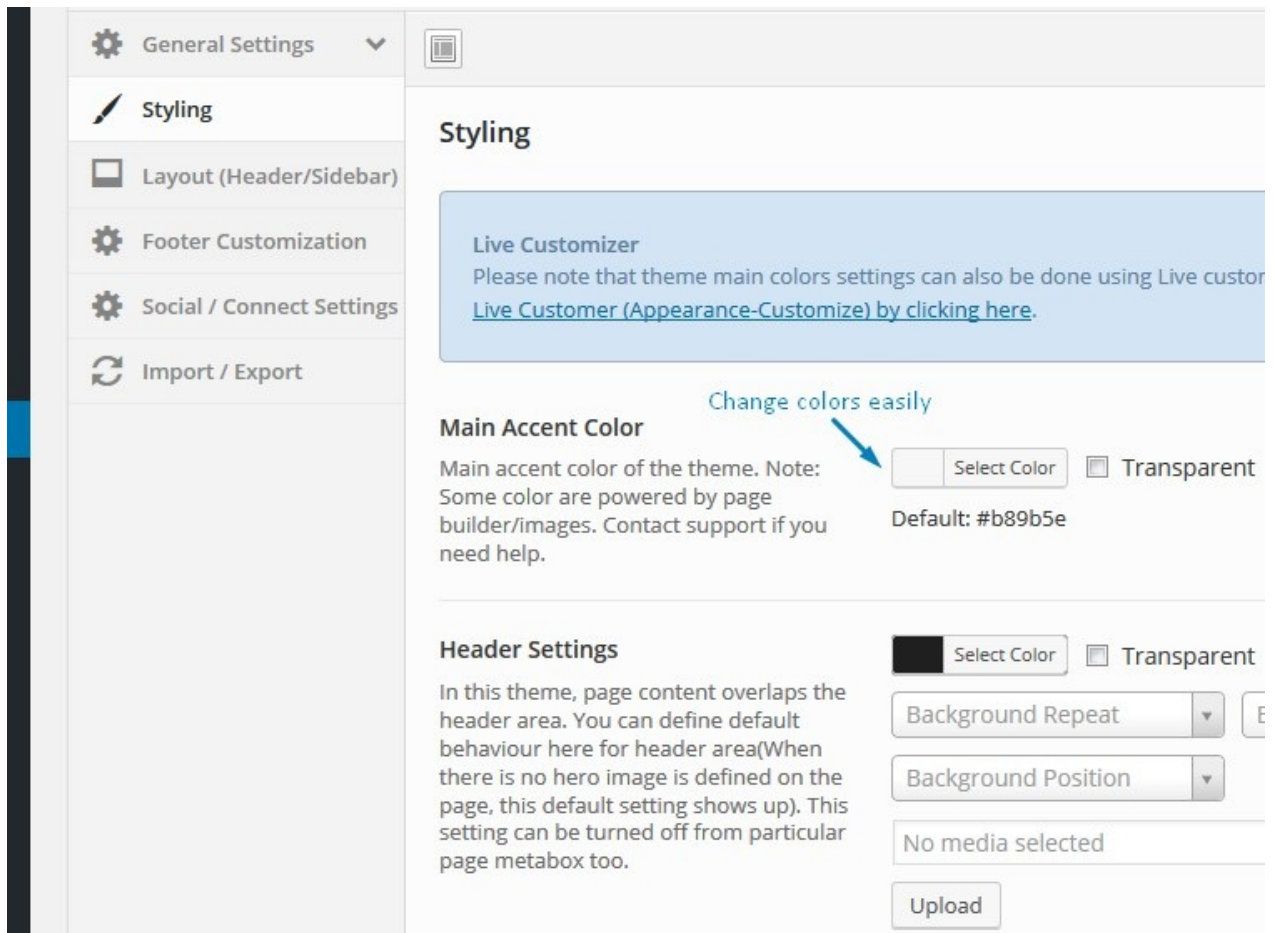 General Settings
Styling
Layout (Header/Sidebar)
Footer Customization
Social / Connect Settings
Import / Export
Styling
Live Customizer
Please note that theme main colors settings can also be done using Live
Live Customer (Appearance-Customize) by clicking here.
Change colors easily
Main Accent Color
Main accent color of the theme. Note:
Some color are powered by page
builder/images. Contact support if you
need help.
Select Color
Transparent
Default: #b89b5e
Header Settings
In this theme, page content overlaps the
header area. You can define default
behaviour here for header area(When
there is no hero image is defined on the
page, this default setting shows up). This
setting can be turned off from particular
page metabox too.
Select Color
Transparent
Background Repeat
Background Position
No media selected
Upload